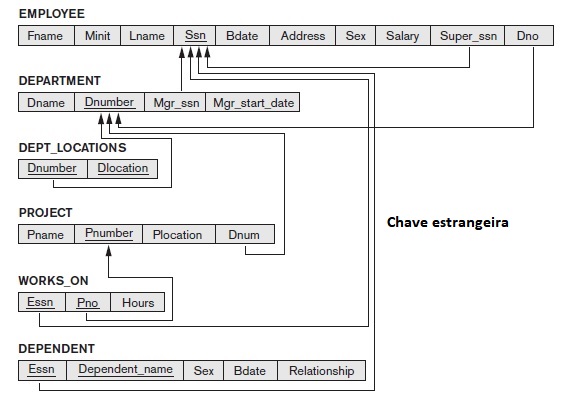 EMPLOYEE
Fname Minit Lname Ssn Bdate Address Sex Salary Super_ssn Dno
DEPARTMENT
Dname Dnumber Mgr_ssn Mgr_start_date
DEPT_LOCATIONS
Dnumber Dlocation
PROJECT
Pname Pnumber Plocation Dnum
Chave estrangeira
WORKS_ON
Essn Pno Hours
DEPENDENT
Essn Dependent_name Sex Bdate Relationship